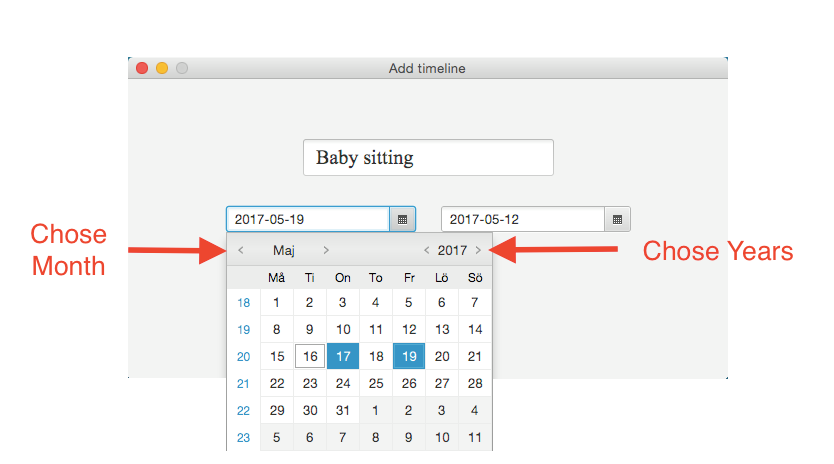 Add timeline
Baby sitting
2017-05-19 2017-05-12
Chose
Month
< Maj > < 2017 >
Chose Years
Må Ti On To Fr Lö Sö
18 1 2 3 4 5 6 7
19 8 9 10 11 12 13 14
20 15 16 17 18 19 20 21
21 22 23 24 25 26 27 28
22 29 30 31 1 2 3 4
23 5 6 7 8 9 10 11